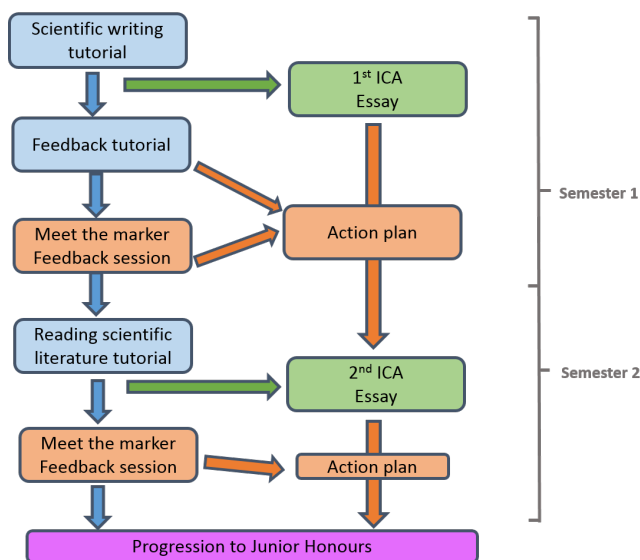 Scientific writing
tutorial
1st ICA
Essay
Feedback tutorial
Semester 1
Meet the marker
Feedback session
Action plan
Reading scientific
literature tutorial
2nd ICA
Essay
Semester 2
Meet the marker
Feedback session
Action plan
Progression to Junior Honours